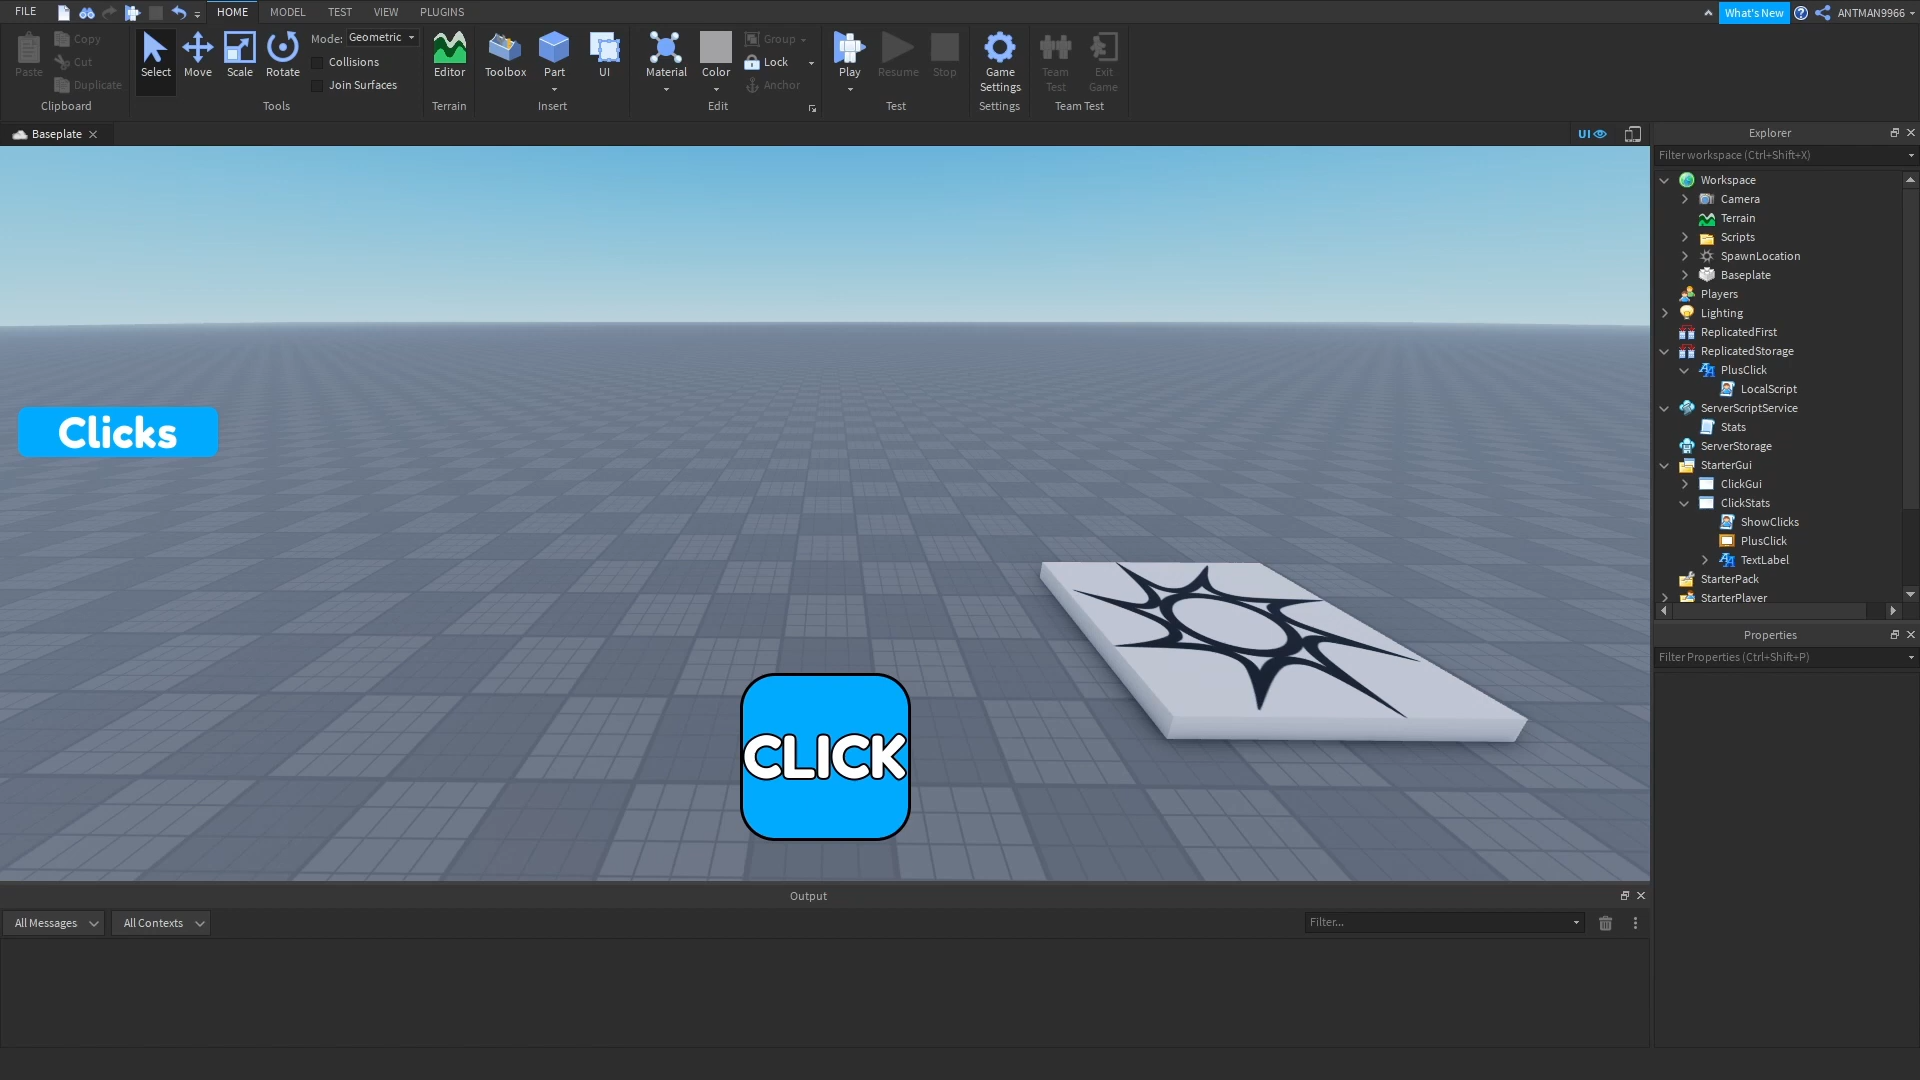 FILE
HOME
MODEL
TEST
VIEW
PLUGINS
What's New
ANTMAN9966
Paste
Copy
Cut
Duplicate
Clipboard
Select
Move
Scale
Rotate
Mode: Geometric
Collisions
Join Surfaces
Tools
Editor
Terrain
Toolbox
Part
UI
Insert
Material
Color
Group
Lock
Anchor
Edit
Play
Resume
Stop
Test
Game
Settings
Settings
Team
Test
Exit
Game
Team Test
Baseplate
UI
Clicks
CLICK
Explorer
Filter workspace (Ctrl+Shift+X)
Workspace
Camera
Terrain
Scripts
SpawnLocation
Baseplate
Players
Lighting
ReplicatedFirst
ReplicatedStorage
PlusClick
LocalScript
ServerScriptService
Stats
ServerStorage
StarterGui
ClickGui
ClickStats
ShowClicks
PlusClick
TextLabel
StarterPack
StarterPlayer
Properties
Filter Properties (Ctrl+Shift+P)
Output
All Messages
All Contexts
Filter...